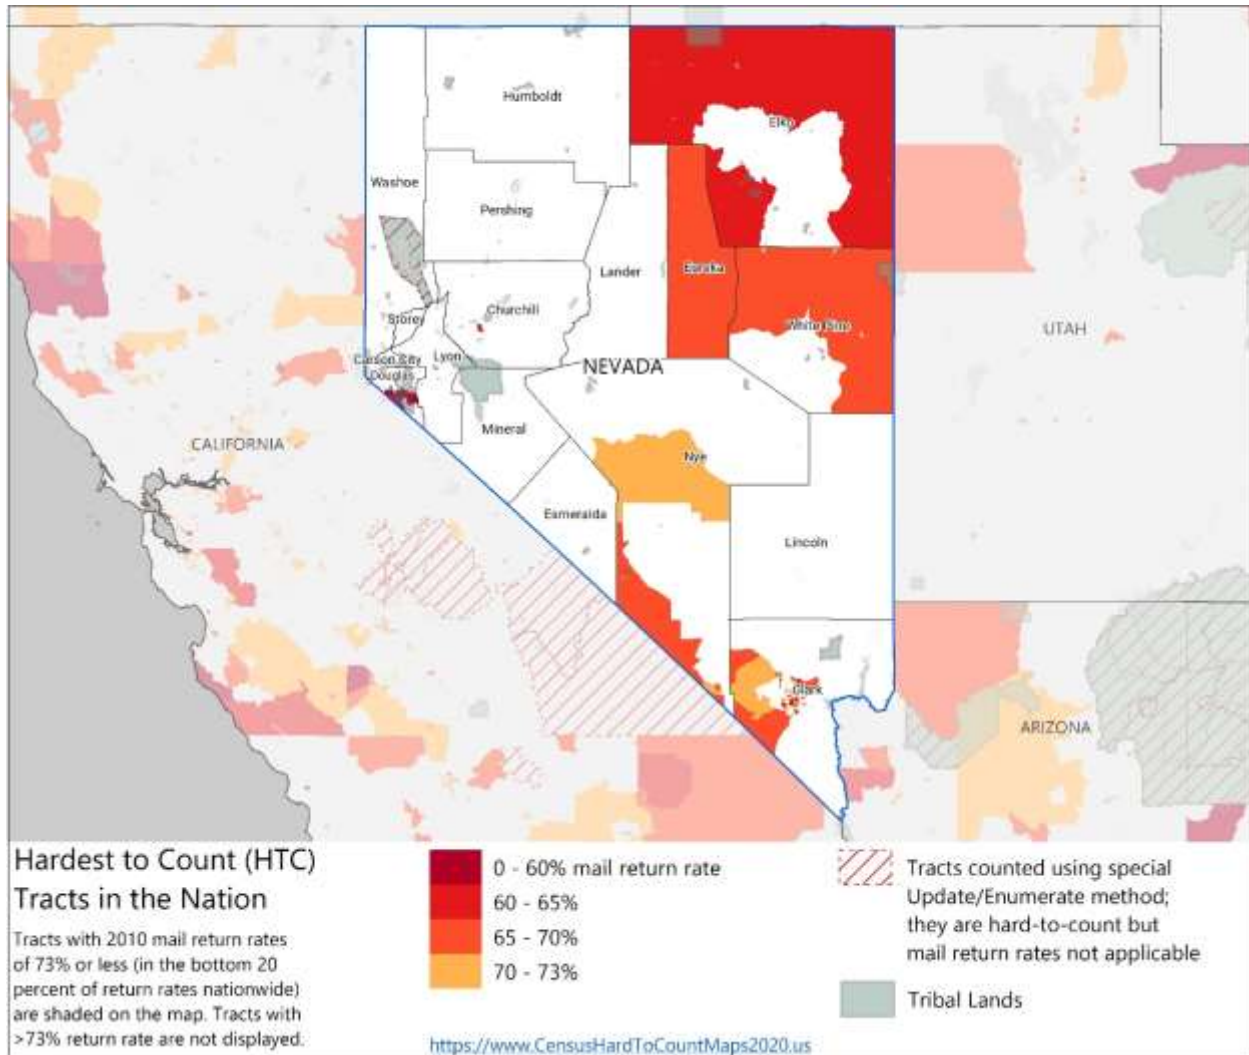 Humboldt
Elko
Washoe
Pershing
Lander
Eureka
Churchill
Storey
White Pine
UTAH
Carson City
Lyon
NEVADA
Douglas
Mineral
CALIFORNIA
Nye
Esmeralda
Lincoln
Clark
ARIZONA
Hardest to Count (HTC)
Tracts in the Nation
Tracts with 2010 mail return rates
of 73% or less (in the bottom 20
percent of return rates nationwide)
are shaded on the map. Tracts with
>73% return rate are not displayed.
0 - 60% mail return rate
60 - 65%
65 - 70%
70 - 73%
https://www.CensusHardToCountMaps2020.us
Tracts counted using special
Update/Enumerate method;
they are hard-to-count but
mail return rates not applicable
Tribal Lands